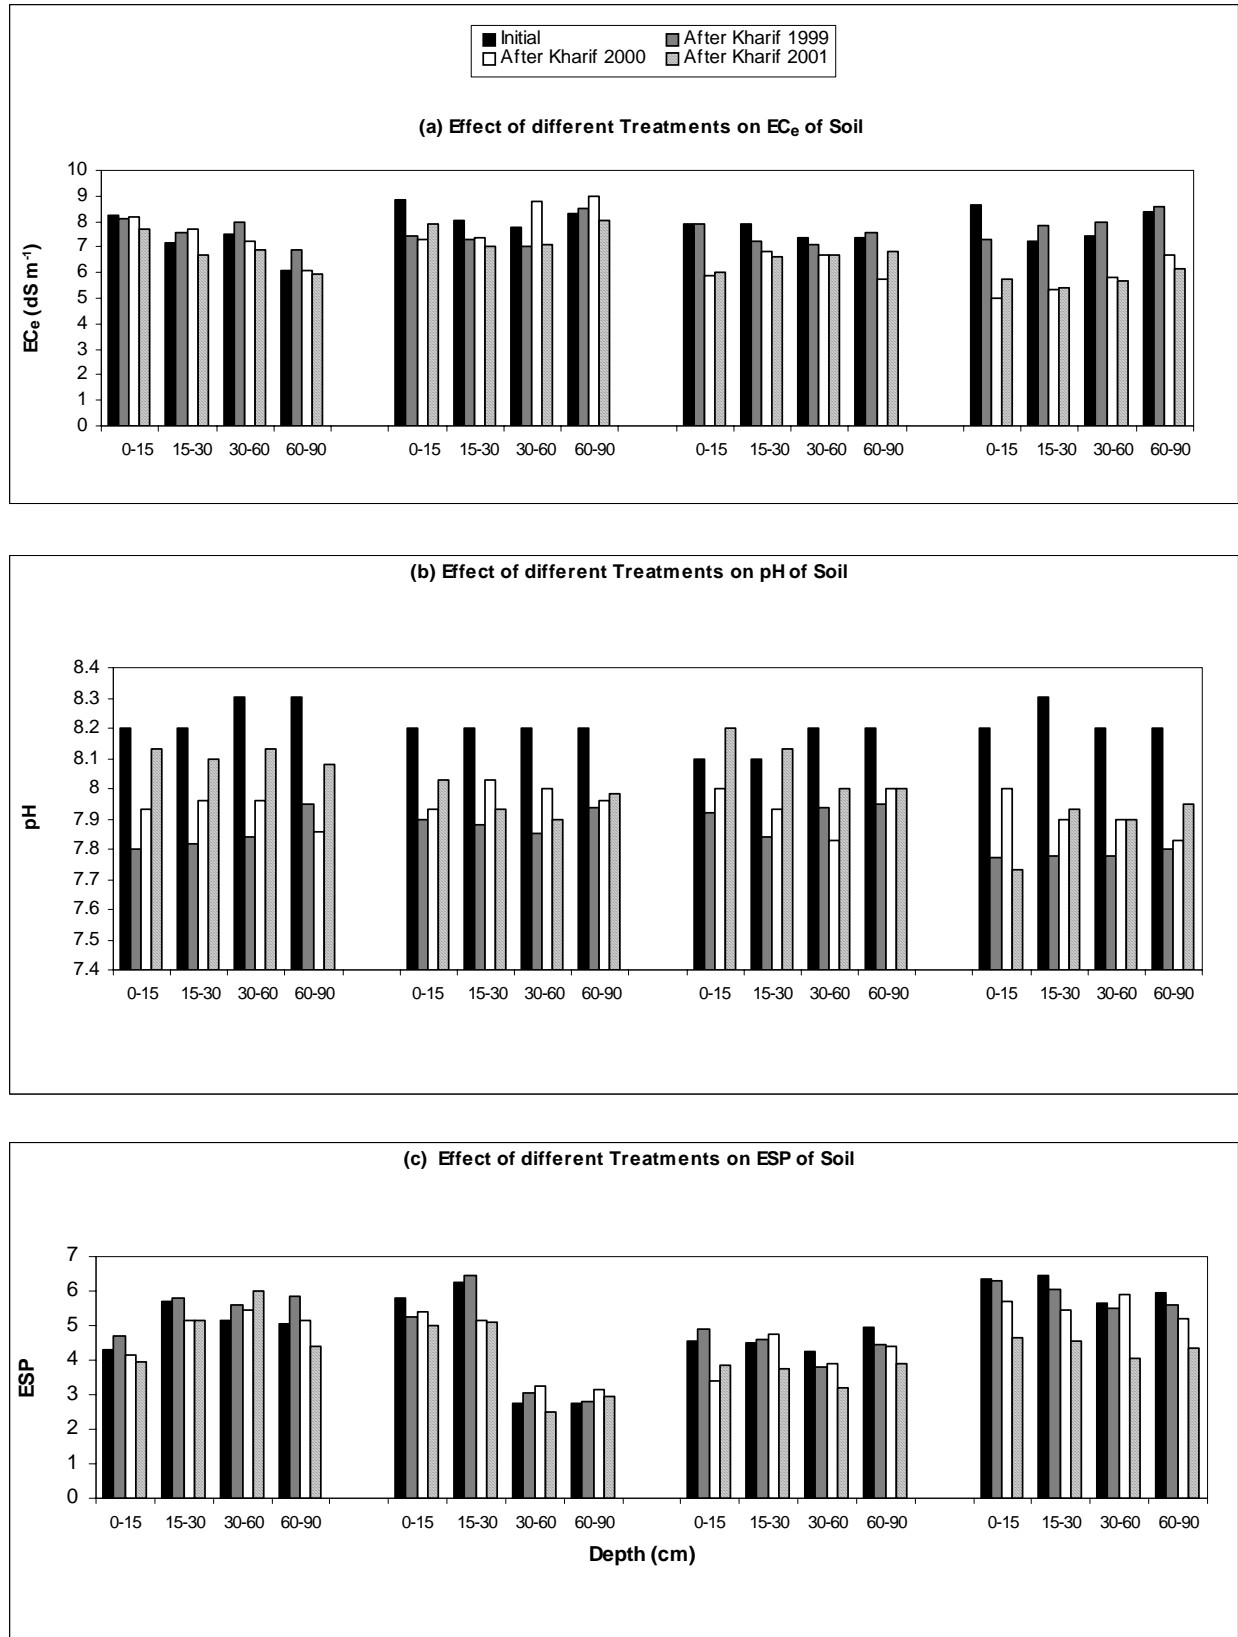 Initial After Kharif 1999
After Kharif 2000 After Kharif 2001
(a) Effect of different Treatments on ECe of Soil
10
9
8
7
6
5
4
3
2
1
0
ECe (dS m-1)
0-15 15-30 30-60 60-90 0-15 15-30 30-60 60-90 0-15 15-30 30-60 60-90 0-15 15-30 30-60 60-90
(b) Effect of different Treatments on pH of Soil
8.4
8.3
8.2
8.1
8
7.9
7.8
7.7
7.6
7.5
7.4
pH
0-15 15-30 30-60 60-90 0-15 15-30 30-60 60-90 0-15 15-30 30-60 60-90 0-15 15-30 30-60 60-90
(c) Effect of different Treatments on ESP of Soil
7
6
5
4
3
2
1
0
ESP
0-15 15-30 30-60 60-90 0-15 15-30 30-60 60-90 0-15 15-30 30-60 60-90 0-15 15-30 30-60 60-90
Depth (cm)